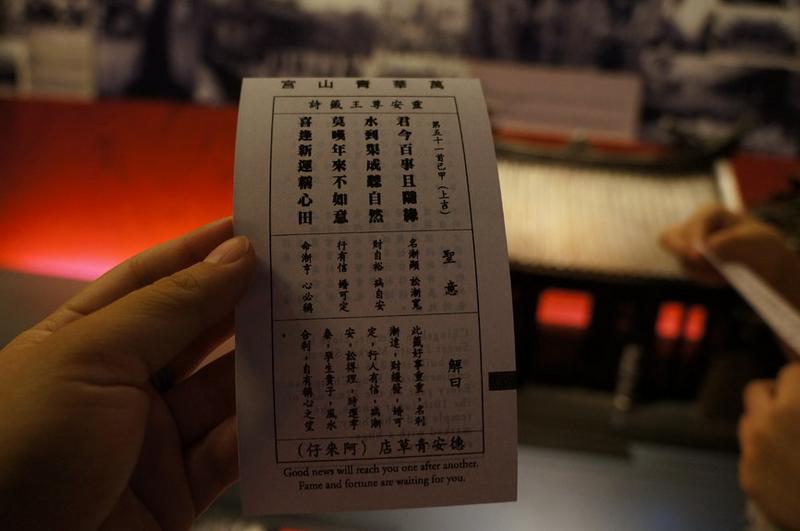 萬華青山宮
靈安尊王籤詩
第五十一首己甲（上吉）
君今百事且隨緣
水到渠成聽自然
莫嘆年來不如意
喜逢新運稱心田
聖意
名漸顯 訟漸寬
財自裕 病自安
行有信 婚可定
命漸亨 心必稱
解曰
此籤好事重重，名利
漸達，財緩發，婚可
定，行人有信，病漸
安，訟得理，時運亨
泰，孕生貴子，風水
合利，自有稱心之望
德安青草店（阿來仔）
Good news will reach you one after another.
Fame and fortune are waiting for you.